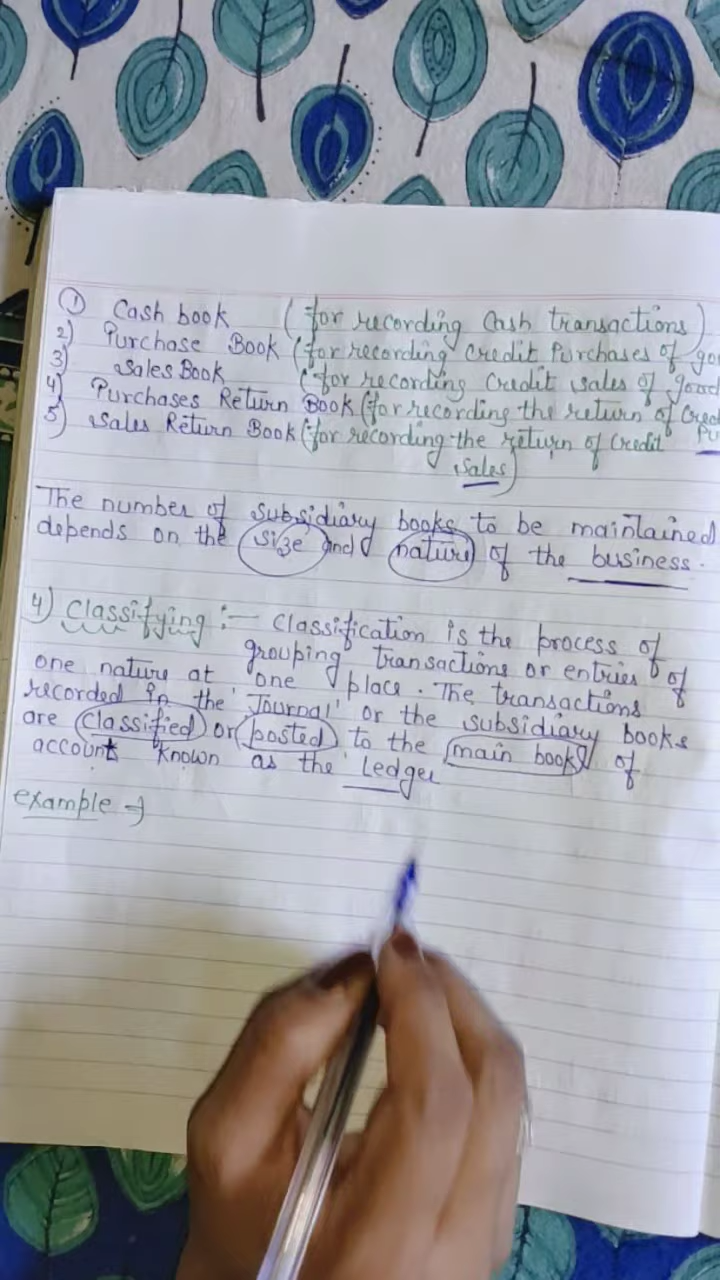 ① Cash book (for recording Cash transactions)
2) Purchase Book (for recording Credit Purchases of
3) Sales Book (for recording Credit sales of
4) Purchases Return Book (for recording the return of
5) Sales Return Book (for recording the return of Credit
sales)
The number of subsidiary books to be maintained
depends on the size and nature of the business.
4) Classifying :— Classification is the process of
grouping transactions or entries of
one nature at one place. The transactions
recorded in the 'Journal' or the subsidiary books
are classified or posted to the main book of
account known as the ledger
example →